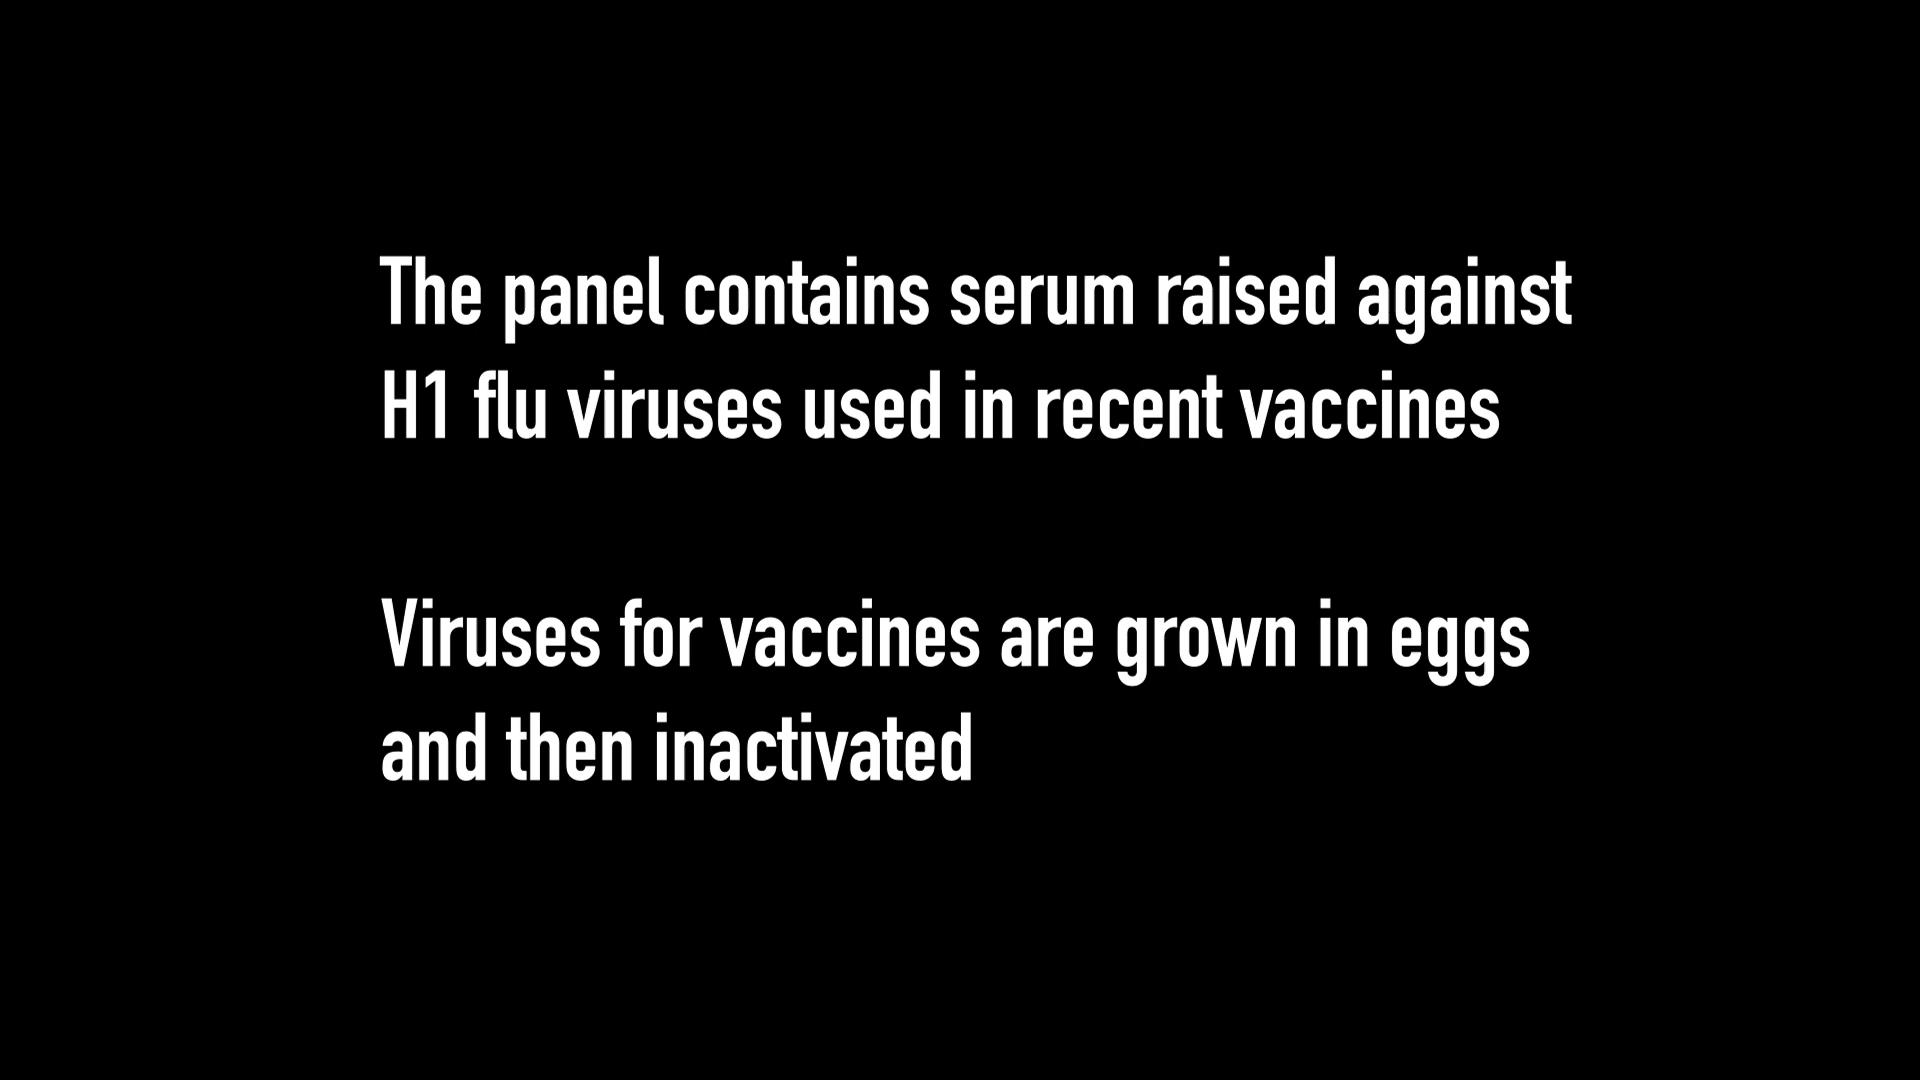 The panel contains serum raised against
H1 flu viruses used in recent vaccines
Viruses for vaccines are grown in eggs
and then inactivated